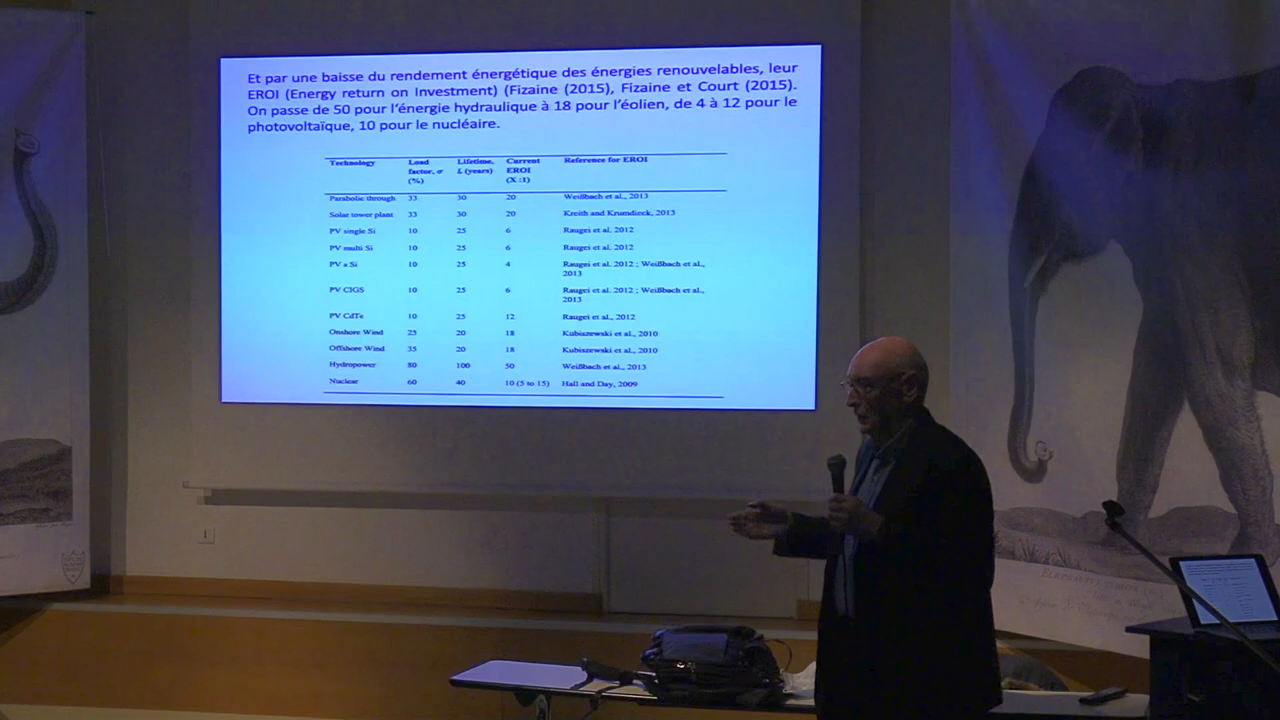 Et par une baisse du rendement énergétique des énergies renouvelables, leur
EROI (Energy return on Investment) (Fizaine (2015), Fizaine et Court (2015).
On passe de 50 pour l'énergie hydraulique à 18 pour l'éolien, de 4 à 12 pour le
photovoltaïque, 10 pour le nucléaire.
Technology Load factor, σ (%) Lifetime, L (years) Current EROI (X :1) Reference for EROI
Parabolic through 33 30 20 Weißbach et al., 2013
Solar tower plant 33 30 20 Kreith and Krumdieck, 2013
PV single Si 10 25 6 Raugei et al. 2012
PV multi Si 10 25 6 Raugei et al. 2012
PV a Si 10 25 4 Raugei et al. 2012 ; Weißbach et al., 2013
PV CIGS 10 25 6 Raugei et al. 2012 ; Weißbach et al., 2013
PV CdTe 10 25 12 Raugei et al., 2012
Onshore Wind 25 20 18 Kubiszewski et al., 2010
Offshore Wind 35 20 18 Kubiszewski et al., 2010
Hydropower 80 100 50 Weißbach et al., 2013
Nuclear 60 40 10 (5 to 15) Hall and Day, 2009